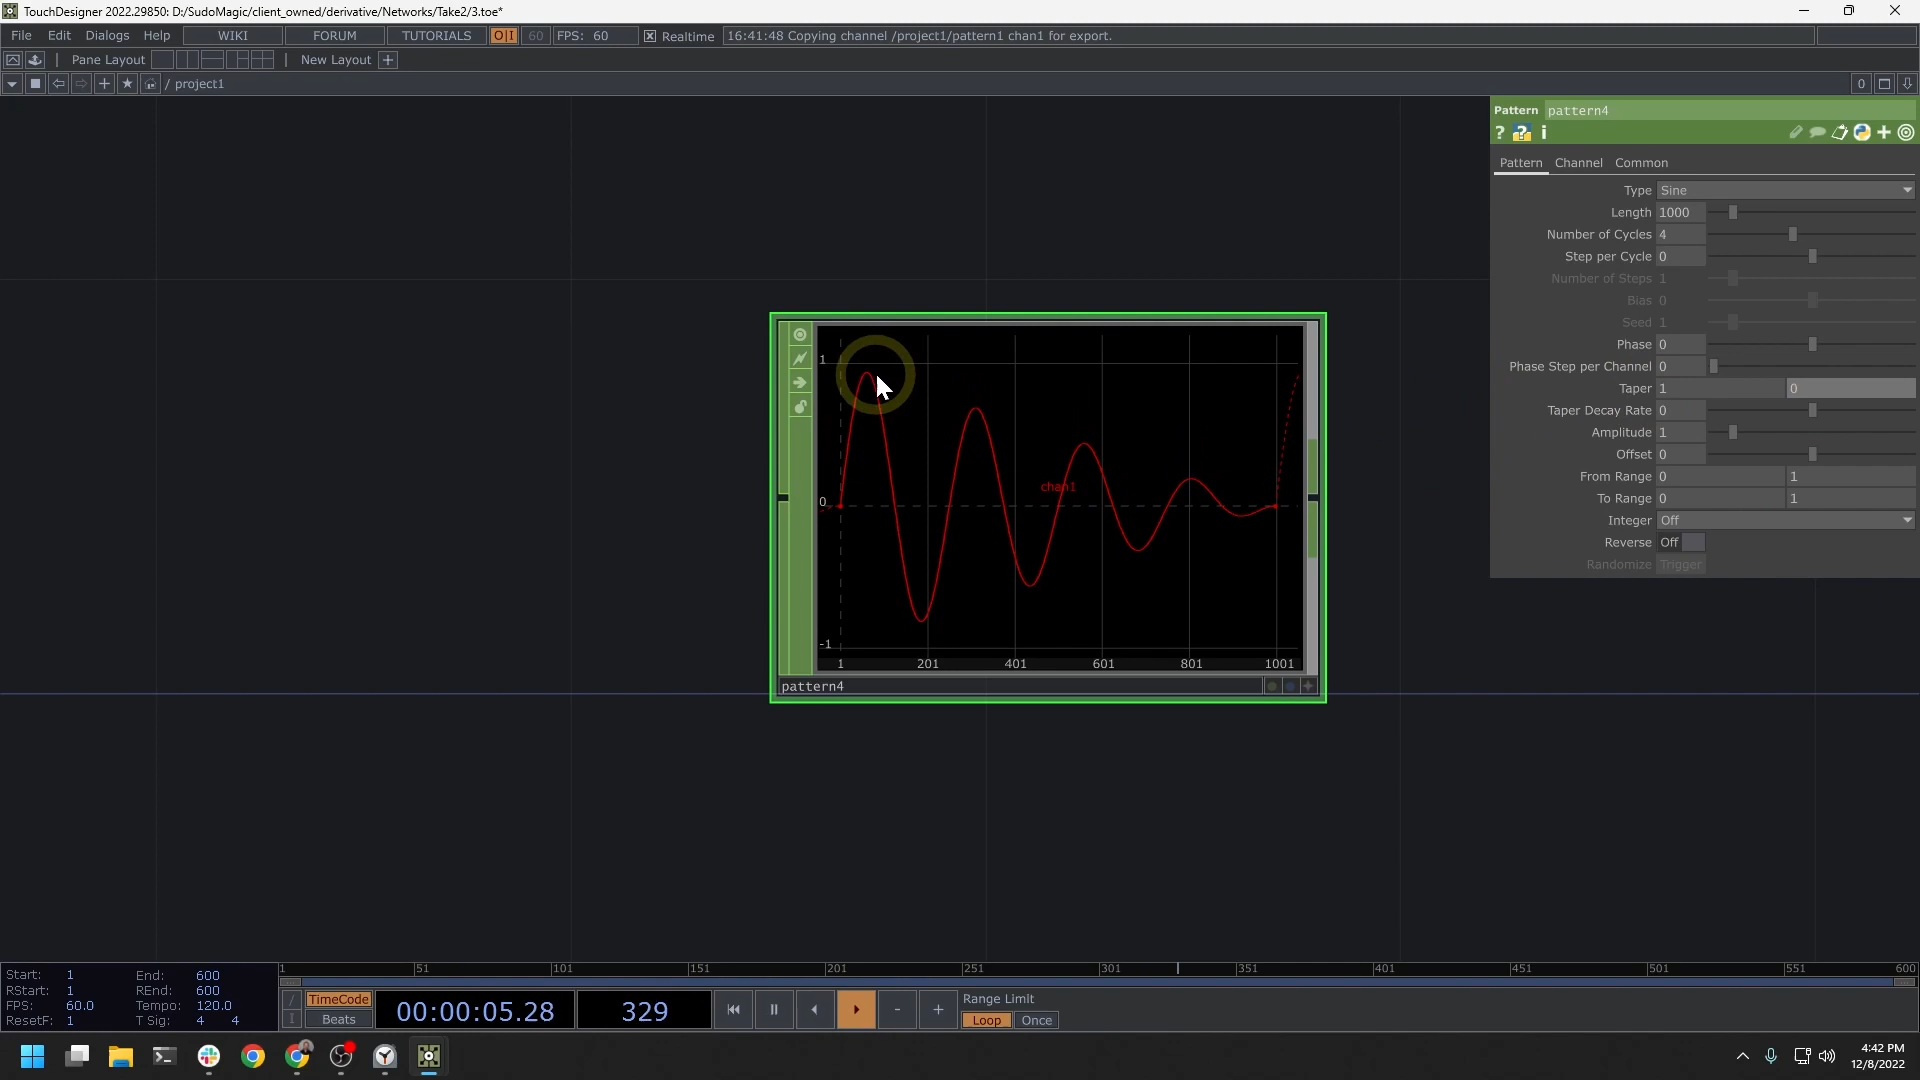 TouchDesigner 2022.29850: D:/SudoMagic/client_owned/derivative/Networks/Take2/3.toe*
File Edit Dialogs Help WIKI FORUM TUTORIALS O|I 60 FPS: 60 Realtime 16:41:48 Copying channel /project1/pattern1 chan1 for export.
Pane Layout New Layout +
/ project1 0
Pattern pattern4
? ? i
Pattern Channel Common
Type Sine
Length 1000
Number of Cycles 4
Step per Cycle 0
Number of Steps 1
Bias 0
Seed 1
Phase 0
Phase Step per Channel 0
Taper 1 0
Taper Decay Rate 0
Amplitude 1
Offset 0
From Range 0 1
To Range 0 1
Integer Off
Reverse Off
Randomize Trigger
1
0
-1
chan1
1 201 401 601 801 1001
pattern4
Start: 1 End: 600
RStart: 1 REnd: 600
FPS: 60.0 Tempo: 120.0
ResetF: 1 T Sig: 4 4
1 51 101 151 201 251 301 351 401 451 501 551 600
TimeCode
Beats
00:00:05.28 329
- +
Range Limit
Loop Once
4:42 PM
12/8/2022